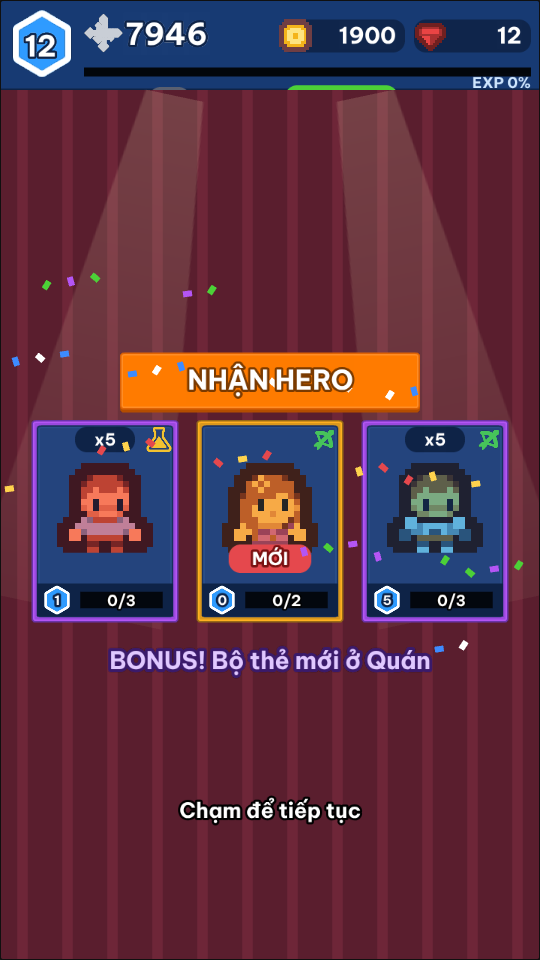 12
7946
1900
12
EXP 0%
NHẬN HERO
x5
x5
MỚI
1
0/3
0
0/2
5
0/3
BONUS! Bộ thẻ mới ở Quán
Chạm để tiếp tục